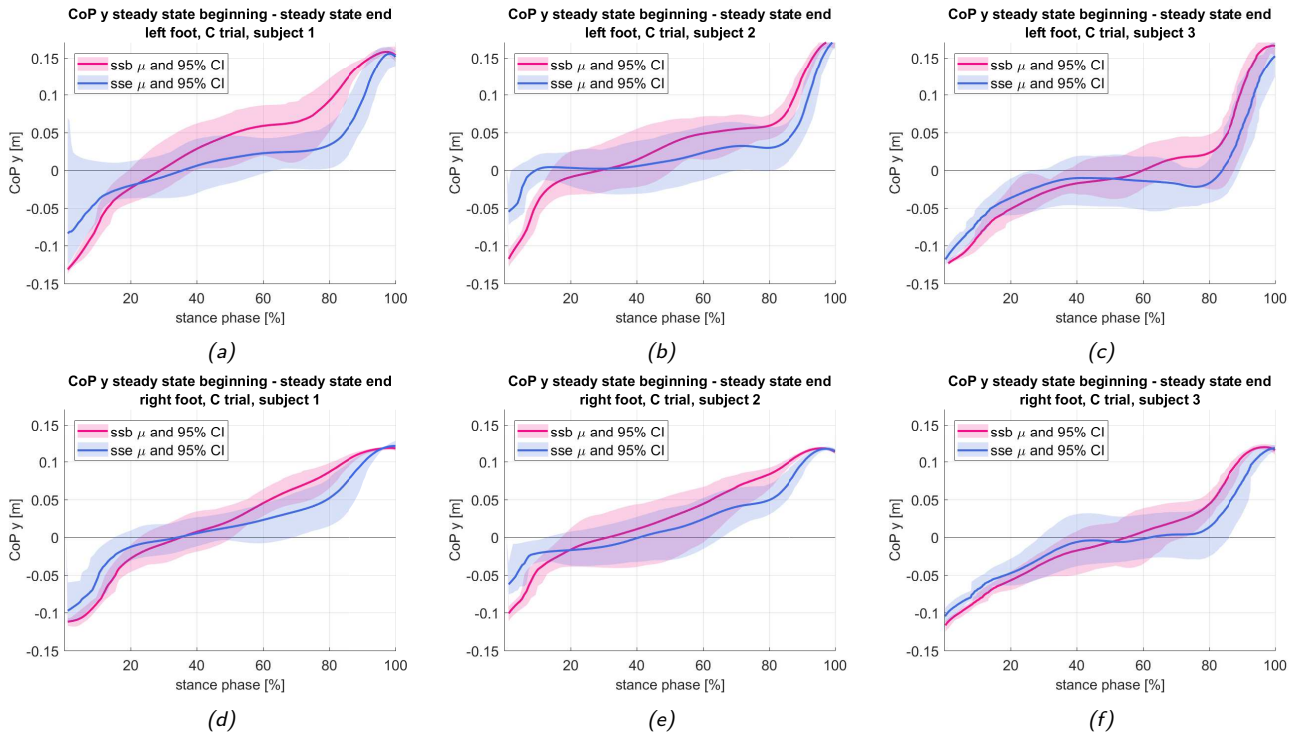 CoP y steady state beginning - steady state end
left foot, C trial, subject 1
ssb μ and 95% CI
sse μ and 95% CI
0.15
0.1
0.05
0
-0.05
-0.1
-0.15
CoP y [m]
20 40 60 80 100
stance phase [%]
(a)
CoP y steady state beginning - steady state end
left foot, C trial, subject 2
ssb μ and 95% CI
sse μ and 95% CI
0.15
0.1
0.05
0
-0.05
-0.1
-0.15
CoP y [m]
20 40 60 80 100
stance phase [%]
(b)
CoP y steady state beginning - steady state end
left foot, C trial, subject 3
ssb μ and 95% CI
sse μ and 95% CI
0.15
0.1
0.05
0
-0.05
-0.1
-0.15
CoP y [m]
20 40 60 80 100
stance phase [%]
(c)
CoP y steady state beginning - steady state end
right foot, C trial, subject 1
ssb μ and 95% CI
sse μ and 95% CI
0.15
0.1
0.05
0
-0.05
-0.1
-0.15
CoP y [m]
20 40 60 80 100
stance phase [%]
(d)
CoP y steady state beginning - steady state end
right foot, C trial, subject 2
ssb μ and 95% CI
sse μ and 95% CI
0.15
0.1
0.05
0
-0.05
-0.1
-0.15
CoP y [m]
20 40 60 80 100
stance phase [%]
(e)
CoP y steady state beginning - steady state end
right foot, C trial, subject 3
ssb μ and 95% CI
sse μ and 95% CI
0.15
0.1
0.05
0
-0.05
-0.1
-0.15
CoP y [m]
20 40 60 80 100
stance phase [%]
(f)